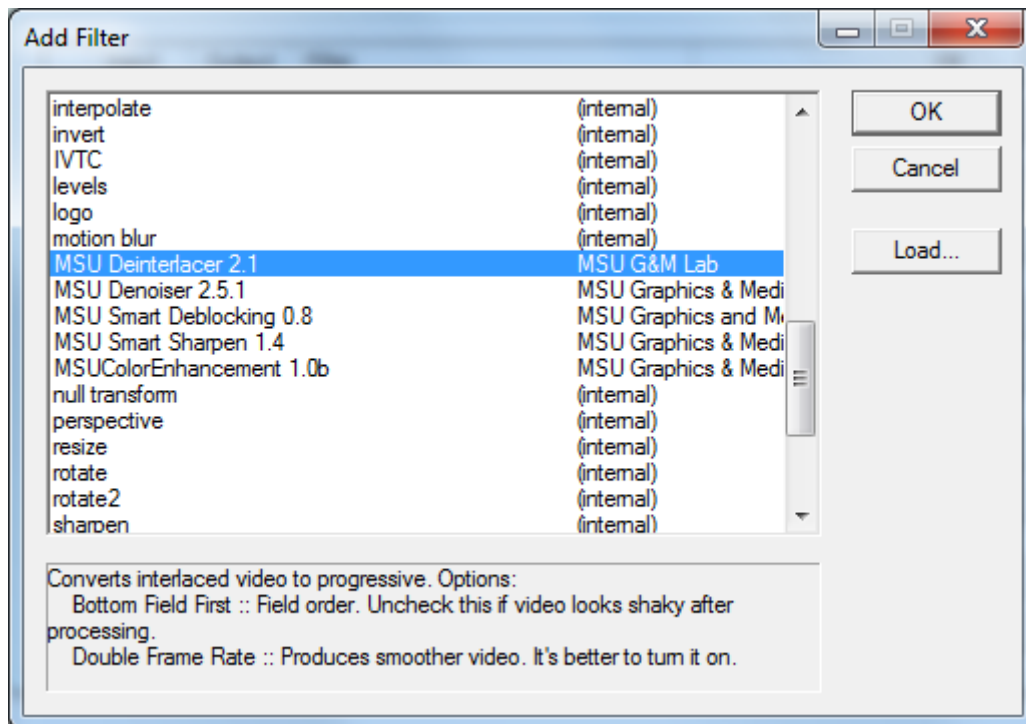 Add Filter
interpolate (internal)
invert (internal)
IVTC (internal)
levels (internal)
logo (internal)
motion blur (internal)
MSU Deinterlacer 2.1 MSU G&M Lab
MSU Denoiser 2.5.1 MSU Graphics & Medi
MSU Smart Deblocking 0.8 MSU Graphics and M
MSU Smart Sharpen 1.4 MSU Graphics & Medi
MSUColorEnhancement 1.0b MSU Graphics & Medi
null transform (internal)
perspective (internal)
resize (internal)
rotate (internal)
rotate2 (internal)
sharpen (internal)
OK
Cancel
Load...
Converts interlaced video to progressive. Options:
Bottom Field First :: Field order. Uncheck this if video looks shaky after
processing.
Double Frame Rate :: Produces smoother video. It's better to turn it on.